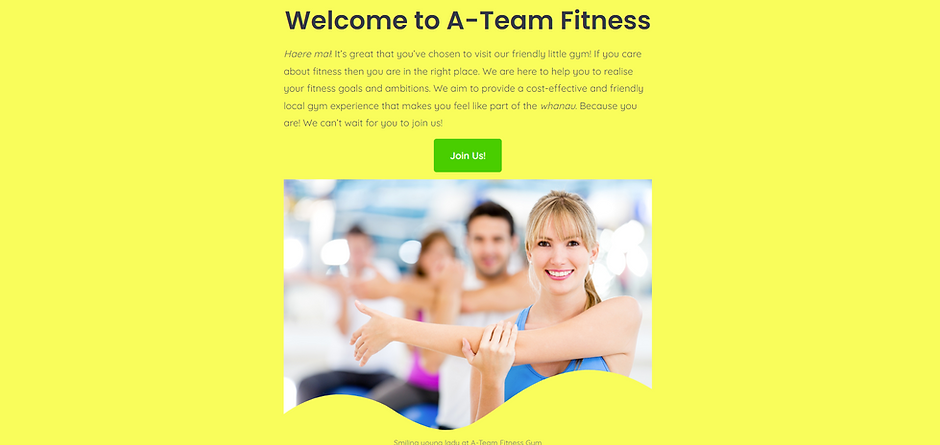 Welcome to A-Team Fitness
Haere mai! It's great that you've chosen to visit our friendly little gym! If you care
about fitness then you are in the right place. We are here to help you to realise
your fitness goals and ambitions. We aim to provide a cost-effective and friendly
local gym experience that makes you feel like part of the whanau. Because you
are! We can't wait for you to join us!
Join Us!
Smiling young lady at A-Team Fitness Gym